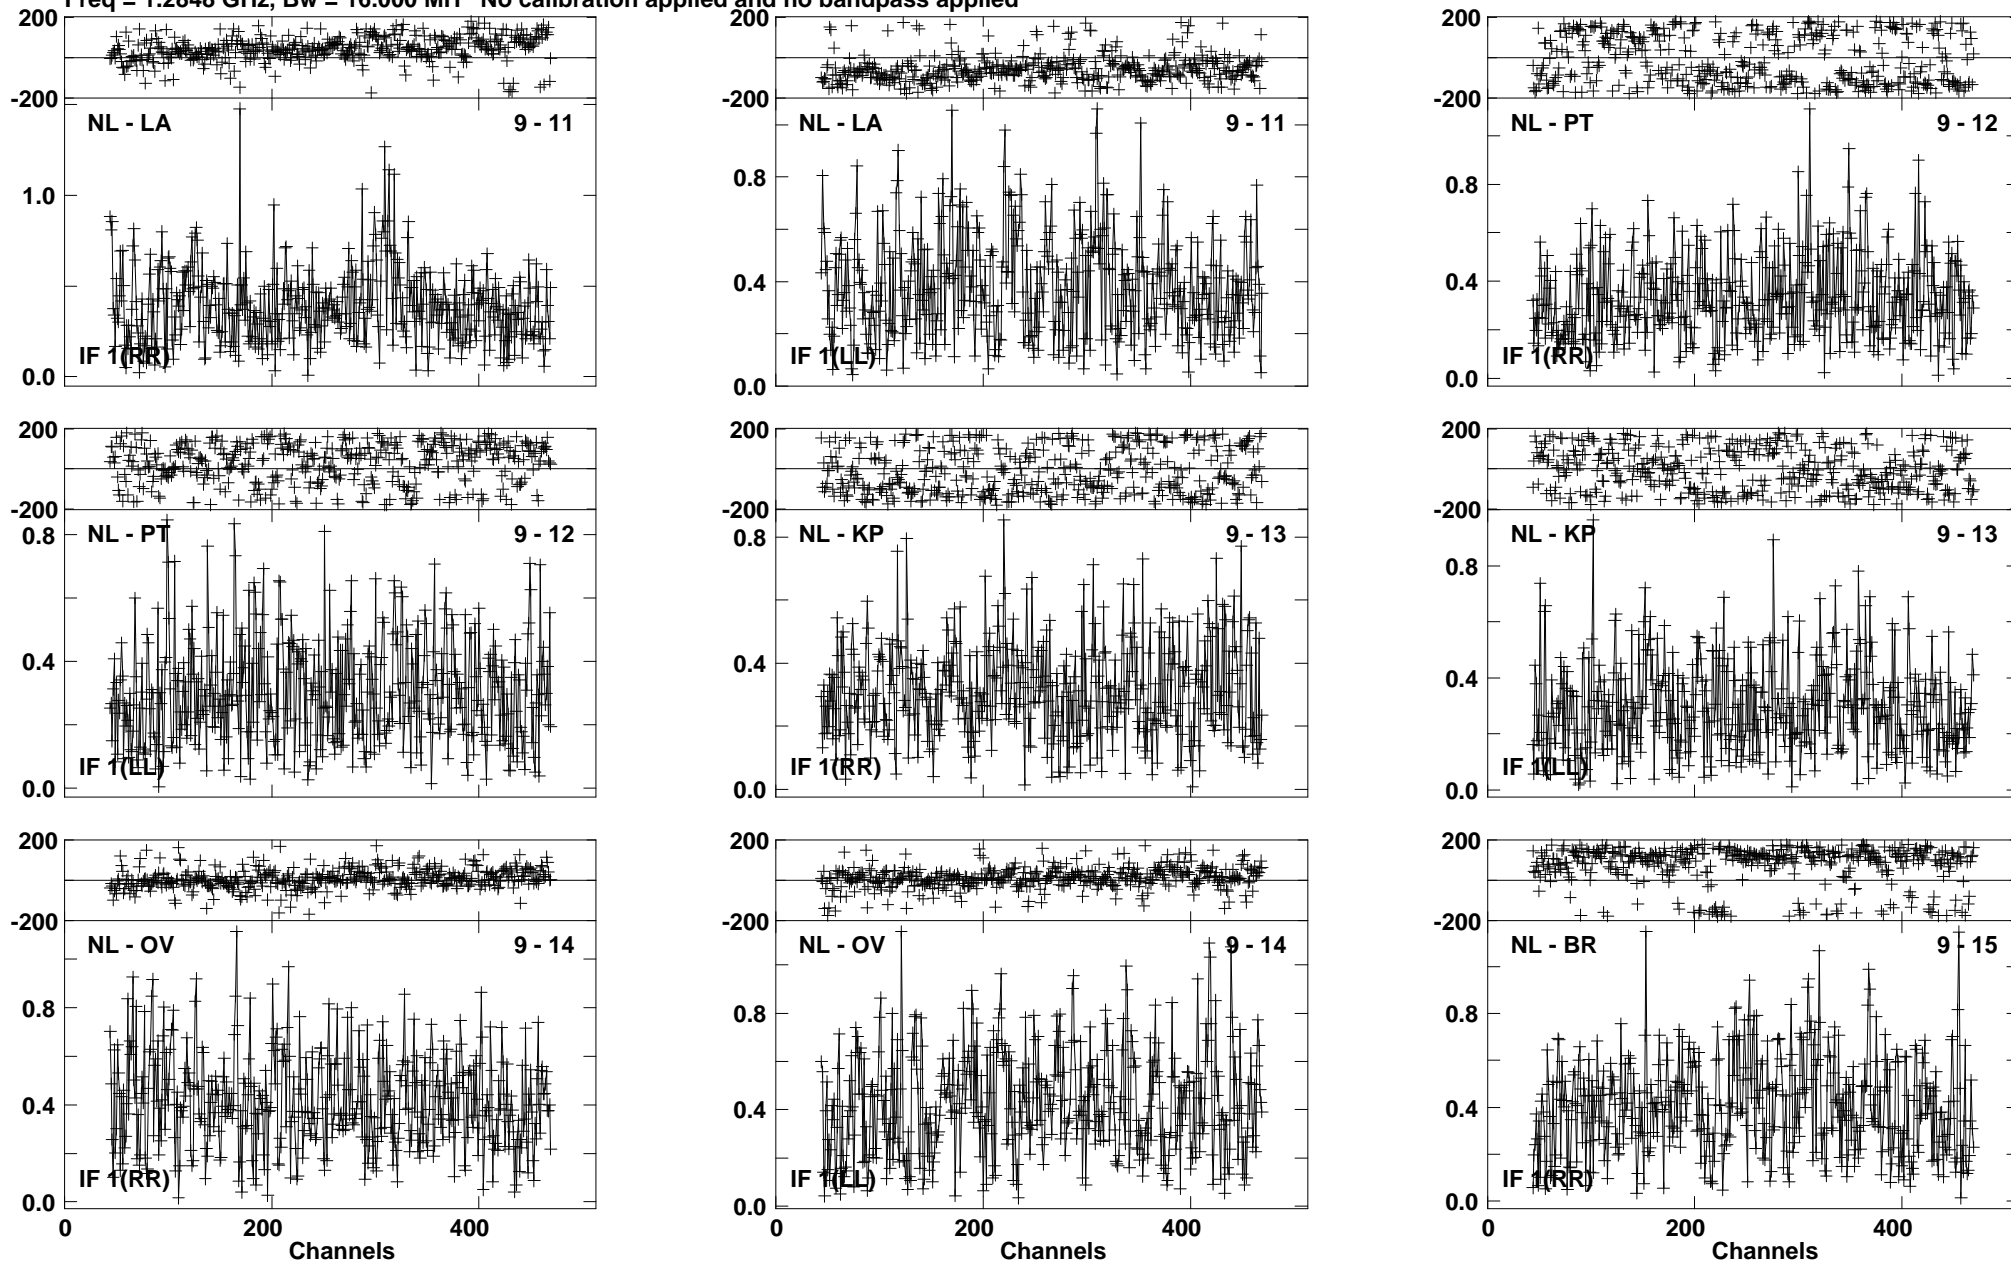 Freq = 1.2848 GHz, Bw = 16.000 MH No calibration applied and no bandpass applied
200 200 200
-200 -200 -200
NL - LA 9 - 11 NL - LA 9 - 11 NL - PT 9 - 12
1.0 0.8 0.8
0.4 0.4
IF 1(RR) IF 1(LL) IF 1(RR)
0.0 0.0 0.0
200 200 200
-200 -200 -200
NL - PT 9 - 12 NL - KP 9 - 13 NL - KP 9 - 13
0.8 0.8 0.8
0.4 0.4 0.4
IF 1(LL) IF 1(RR) IF 1(LL)
0.0 0.0 0.0
200 200 200
-200 -200 -200
NL - OV 9 - 14 NL - OV 9 - 14 NL - BR 9 - 15
0.8 0.8 0.8
0.4 0.4 0.4
IF 1(RR) IF 1(LL) IF 1(RR)
0.0 0.0 0.0
0 200 400 0 200 400 0 200 400
Channels Channels Channels